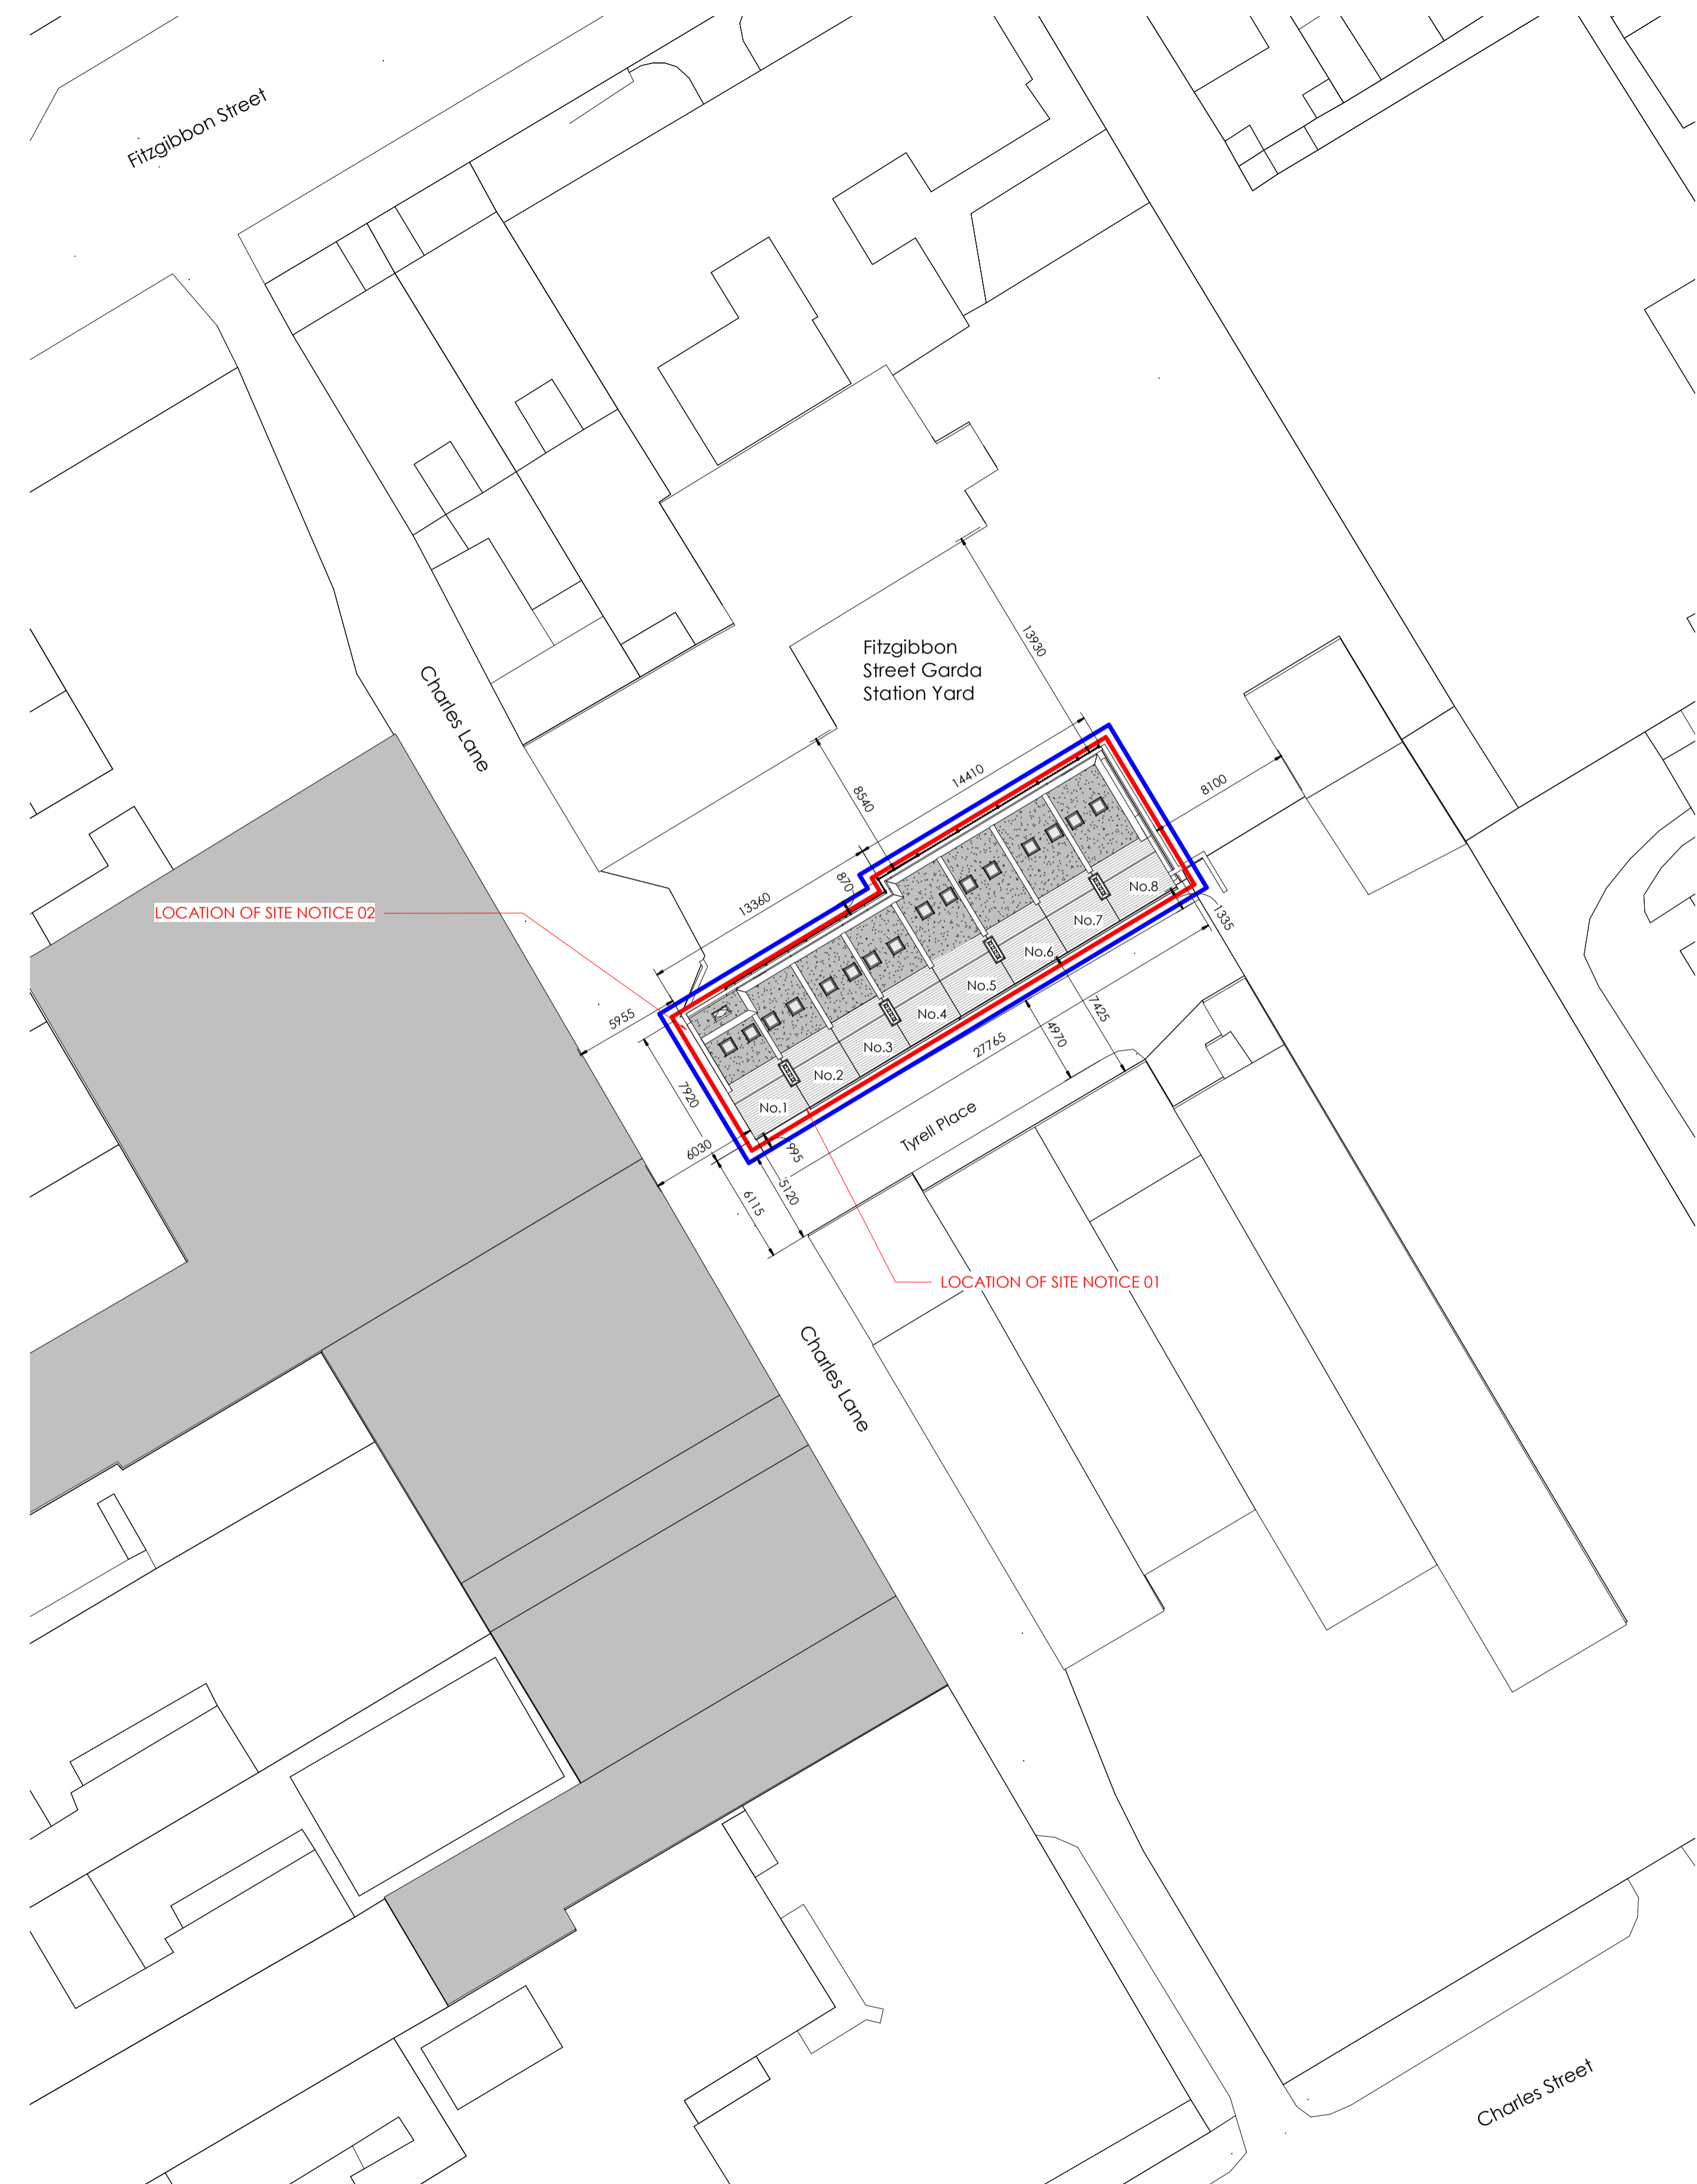 Fitzgibbon Street
Charles Lane
Fitzgibbon
Street Garda
Station Yard
13930
14410
8540
8100
870
13360
LOCATION OF SITE NOTICE 02
5955
7920
6030
6115
995
5120
No.1
No.2
No.3
No.4
No.5
No.6
No.7
No.8
1335
7425
4970
27765
Tyrell Place
LOCATION OF SITE NOTICE 01
Charles Lane
Charles Street